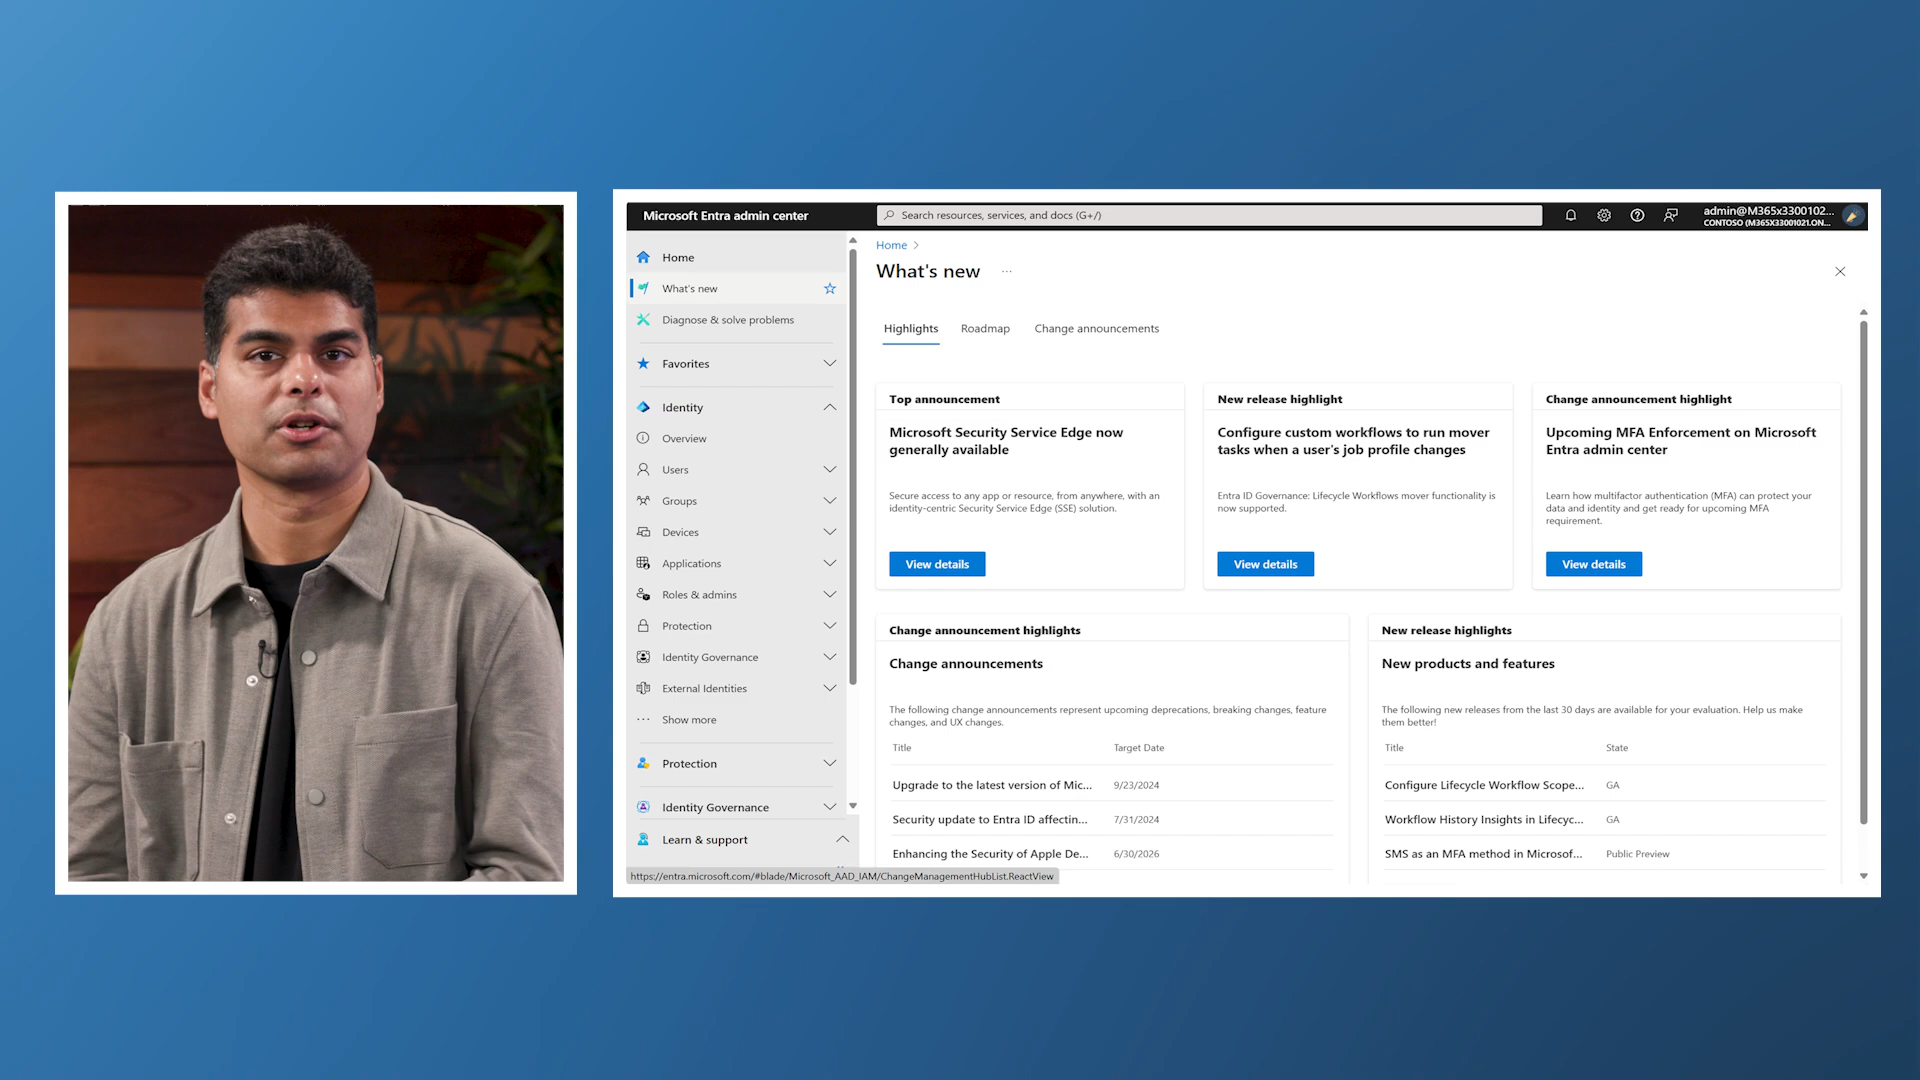 Microsoft Entra admin center
Search resources, services, and docs (G+/)
admin@M365x3300102...
CONTOSO (M365X33001021.ON...
Home
What's new
Diagnose & solve problems
Favorites
Identity
Overview
Users
Groups
Devices
Applications
Roles & admins
Protection
Identity Governance
External Identities
Show more
Protection
Identity Governance
Learn & support
https://entra.microsoft.com/#blade/Microsoft_AAD_IAM/ChangeManagementHubList.ReactView
Home >
What's new ...
Highlights
Roadmap
Change announcements
Top announcement
Microsoft Security Service Edge now
generally available
Secure access to any app or resource, from anywhere, with an
identity-centric Security Service Edge (SSE) solution.
View details
New release highlight
Configure custom workflows to run mover
tasks when a user's job profile changes
Entra ID Governance: Lifecycle Workflows mover functionality is
now supported.
View details
Change announcement highlight
Upcoming MFA Enforcement on Microsoft
Entra admin center
Learn how multifactor authentication (MFA) can protect your
data and identity and get ready for upcoming MFA
requirement.
View details
Change announcement highlights
Change announcements
The following change announcements represent upcoming deprecations, breaking changes, feature
changes, and UX changes.
Title Target Date
Upgrade to the latest version of Mic... 9/23/2024
Security update to Entra ID affectin... 7/31/2024
Enhancing the Security of Apple De... 6/30/2026
New release highlights
New products and features
The following new releases from the last 30 days are available for your evaluation. Help us make
them better!
Title State
Configure Lifecycle Workflow Scope... GA
Workflow History Insights in Lifecyc... GA
SMS as an MFA method in Microsof... Public Preview